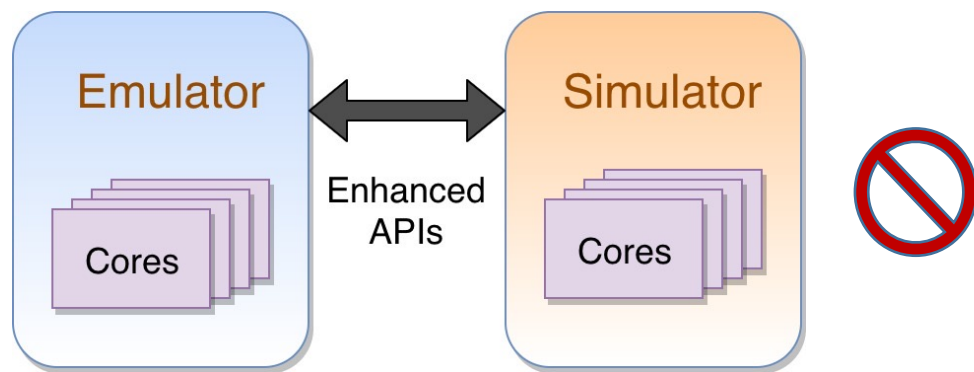 Emulator
Simulator
Enhanced
APIs
Cores
Cores